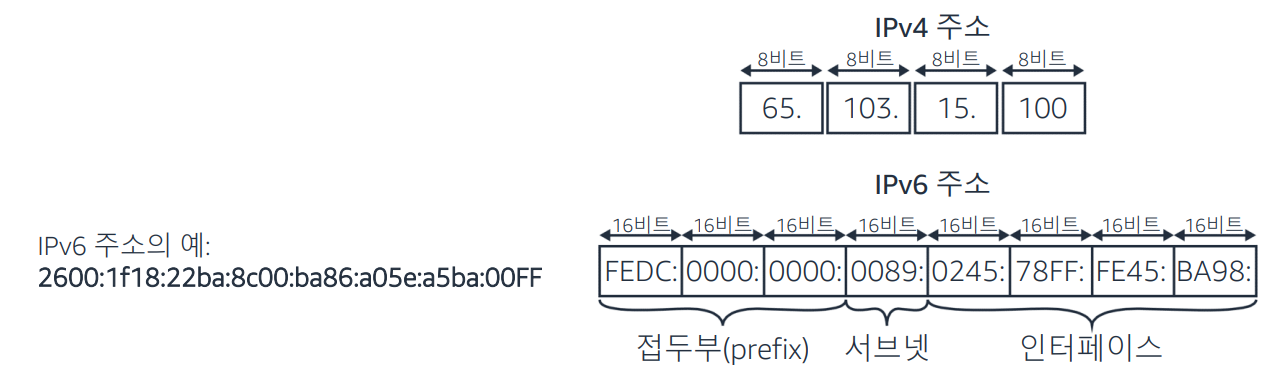 IPv4 주소
8비트 8비트 8비트 8비트
65. 103. 15. 100
IPv6 주소
16비트 16비트 16비트 16비트 16비트 16비트 16비트 16비트
FEDC: 0000: 0000: 0089: 0245: 78FF: FE45: BA98:
접두부(prefix) 서브넷 인터페이스
IPv6 주소의 예:
2600:1f18:22ba:8c00:ba86:a05e:a5ba:00FF